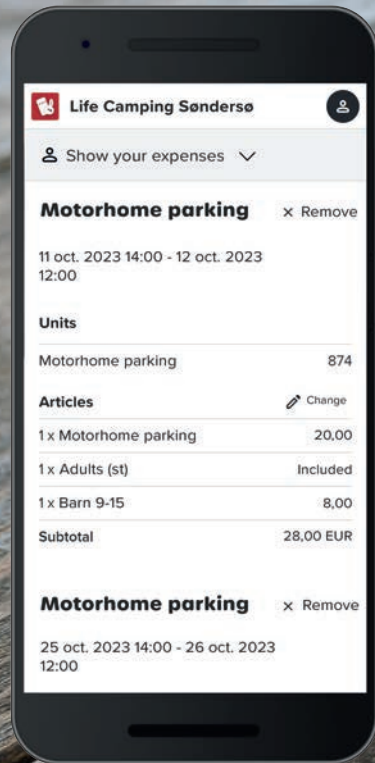 Life Camping Søndersø
Show your expenses
Motorhome parking × Remove
11 oct. 2023 14:00 - 12 oct. 2023
12:00
Units
Motorhome parking 874
Articles Change
1 x Motorhome parking 20,00
1 x Adults (st) Included
1 x Barn 9-15 8,00
Subtotal 28,00 EUR
Motorhome parking × Remove
25 oct. 2023 14:00 - 26 oct. 2023
12:00